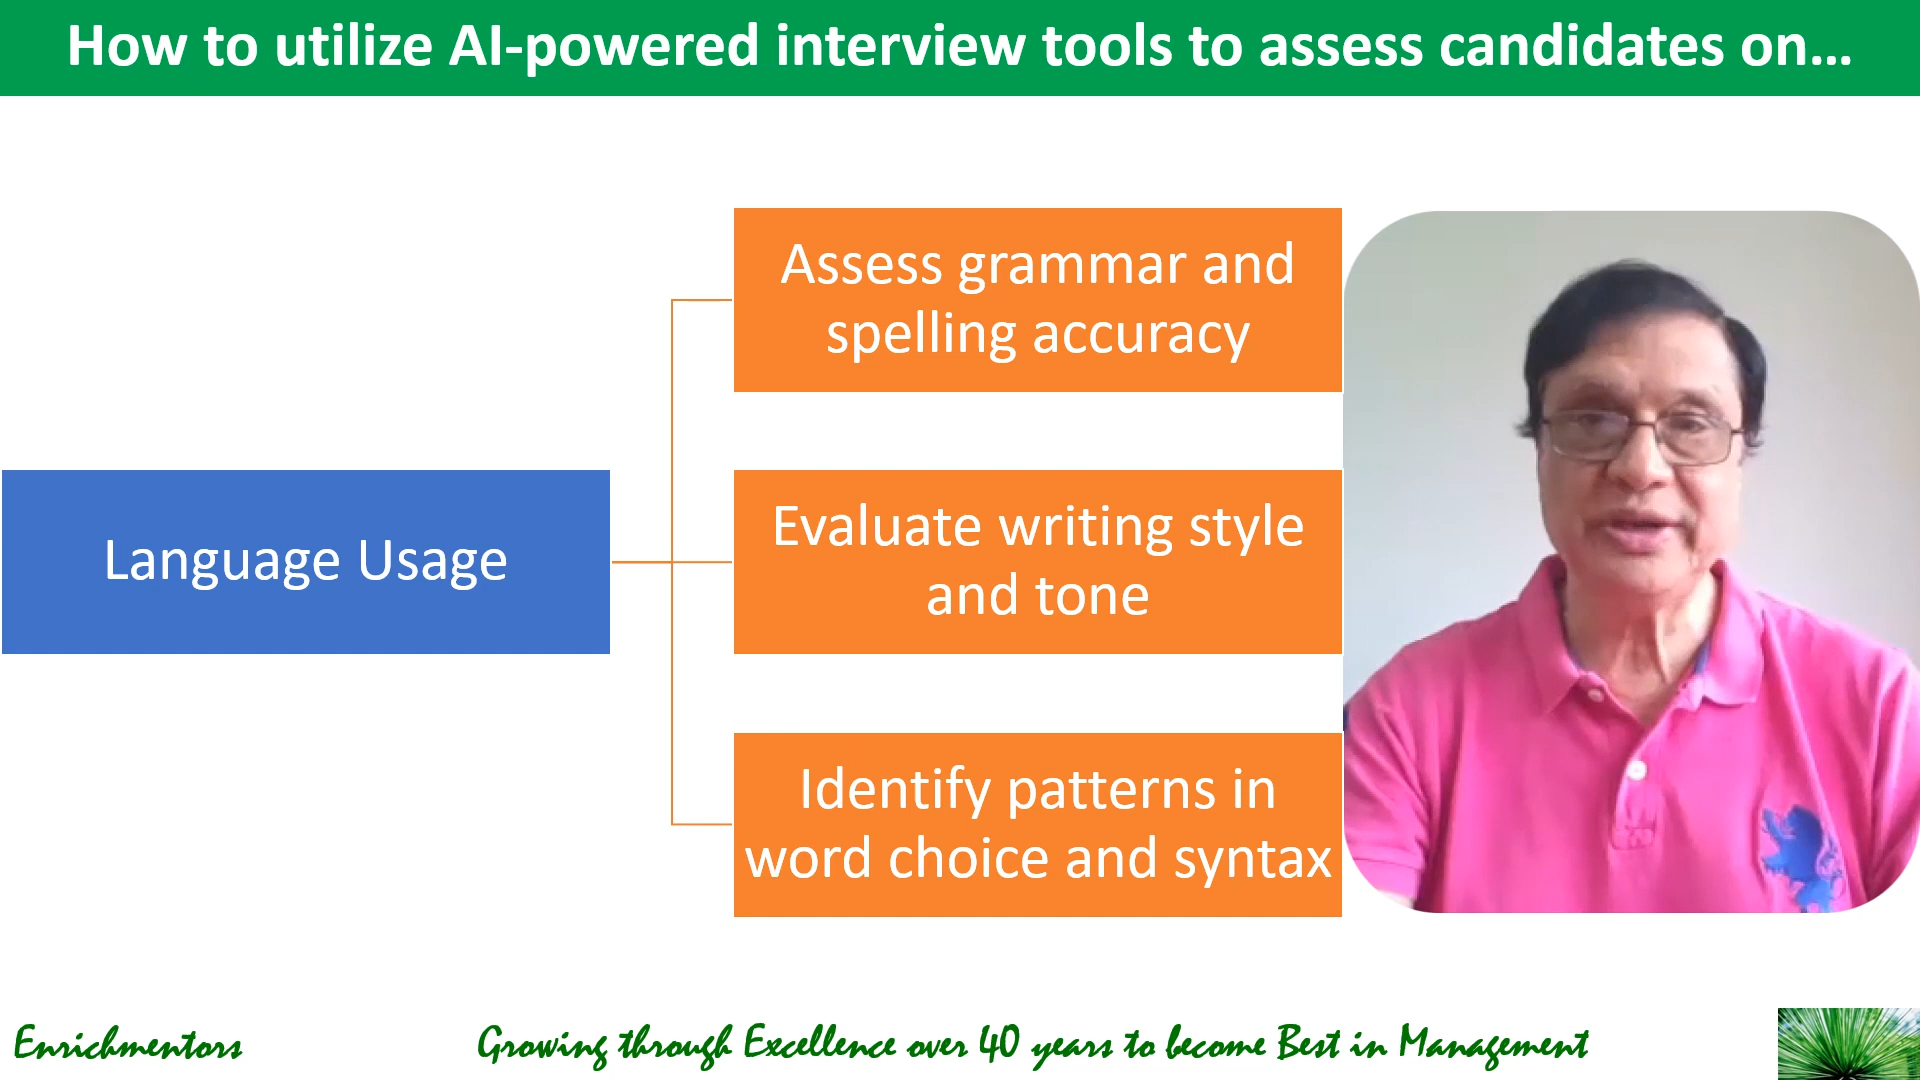 How to utilize AI-powered interview tools to assess candidates on...
Language Usage
Assess grammar and
spelling accuracy
Evaluate writing style
and tone
Identify patterns in
word choice and syntax
Enrichmentors
Growing through Excellence over 40 years to become Best in Management